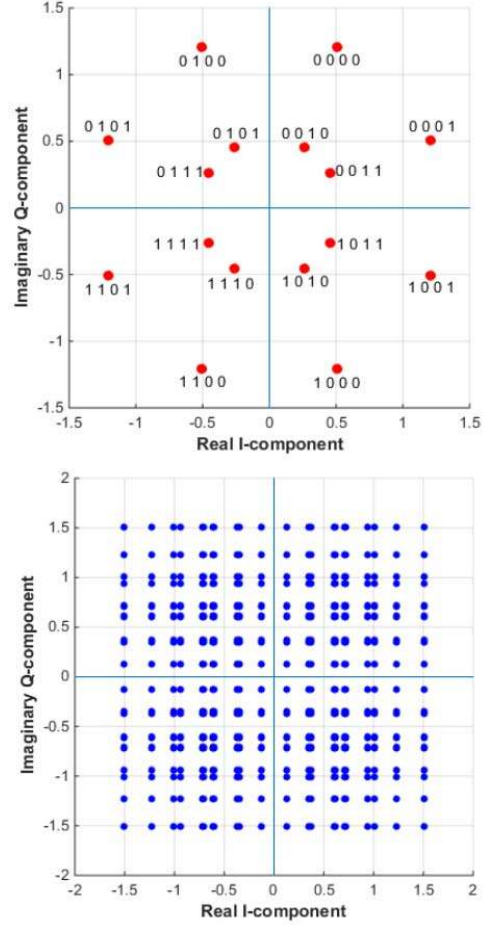 1.5
0 1 0 0 0 0 0 0
1
0 1 0 1 0 1 0 1 0 0 1 0 0 0 0 1
0.5
0 1 1 1 0 0 1 1
0
1 1 1 1 1 0 1 1
-0.5
1 1 0 1 1 1 1 0 1 0 1 0 1 0 0 1
-1
1 1 0 0 1 0 0 0
-1.5
-1.5 -1 -0.5 0 0.5 1 1.5
Imaginary Q-component
Real I-component
2
1.5
1
0.5
0
-0.5
-1
-1.5
-2
-2 -1.5 -1 -0.5 0 0.5 1 1.5 2
Imaginary Q-component
Real I-component